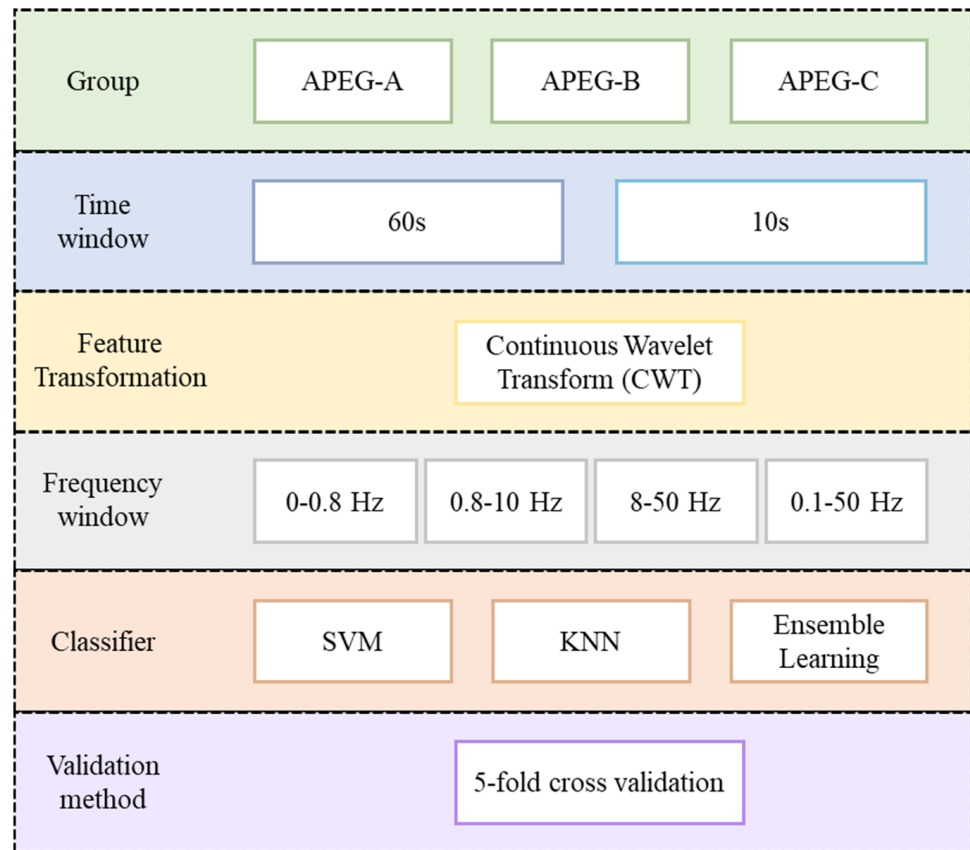 Group
APEG-A
APEG-B
APEG-C
Time
window
60s
10s
Feature
Transformation
Continuous Wavelet
Transform (CWT)
Frequency
window
0-0.8 Hz
0.8-10 Hz
8-50 Hz
0.1-50 Hz
Classifier
SVM
KNN
Ensemble
Learning
Validation
method
5-fold cross validation